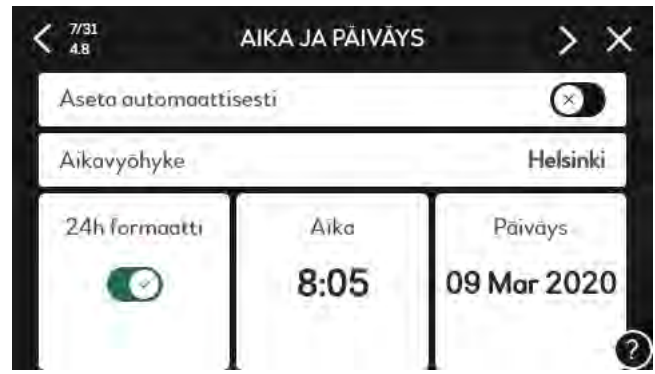 7/31
4.8
AIKA JA PÄIVÄYS
Aseta automaattisesti
Aikavyöhyke Helsinki
24h formaatti Aika Päiväys
8:05 09 Mar 2020
?